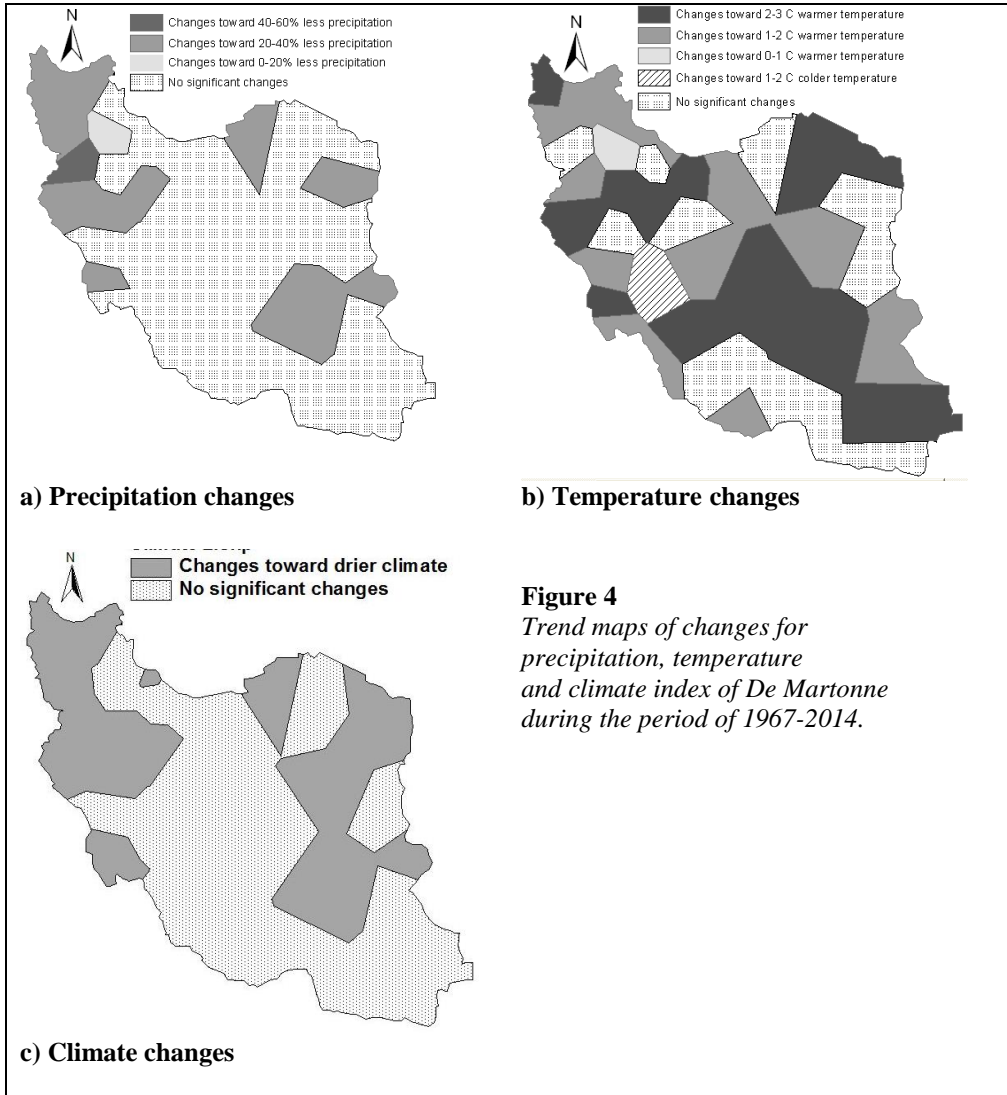 N
Changes toward 40-60% less precipitation
Changes toward 20-40% less precipitation
Changes toward 0-20% less precipitation
No significant changes
a) Precipitation changes
N
Changes toward 2-3 C warmer temperature
Changes toward 1-2 C warmer temperature
Changes toward 0-1 C warmer temperature
Changes toward 1-2 C colder temperature
No significant changes
b) Temperature changes
N
Changes toward drier climate
No significant changes
c) Climate changes
Figure 4
Trend maps of changes for
precipitation, temperature
and climate index of De Martonne
during the period of 1967-2014.